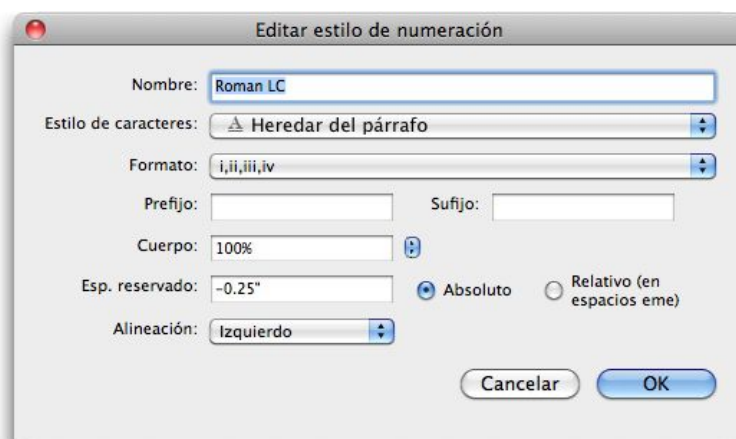 Editar estilo de numeración
Nombre: Roman LC
Estilo de caracteres: A Heredar del párrafo
Formato: i,ii,iii,iv
Prefijo: Sufijo:
Cuerpo: 100%
Esp. reservado: -0.25" Absoluto Relativo (en
espacios eme)
Alineación: Izquierdo
Cancelar OK